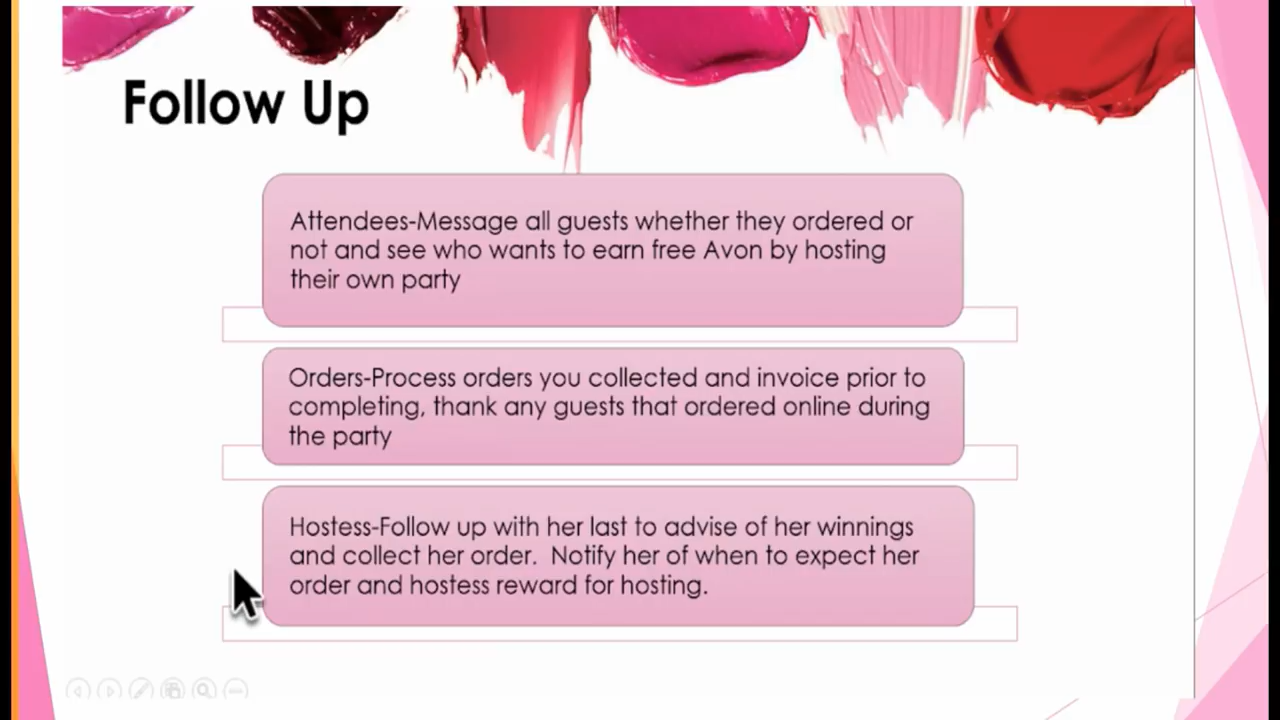 Follow Up
Attendees-Message all guests whether they ordered or
not and see who wants to earn free Avon by hosting
their own party
Orders-Process orders you collected and invoice prior to
completing, thank any guests that ordered online during
the party
Hostess-Follow up with her last to advise of her winnings
and collect her order.  Notify her of when to expect her
order and hostess reward for hosting.